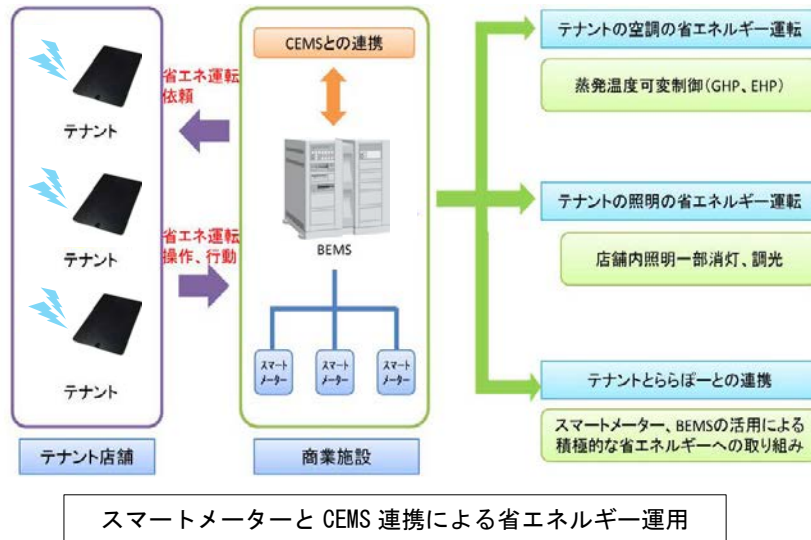 テナント
テナント
テナント
テナント店舗
省エネ運転
依頼
省エネ運転
操作、行動
CEMSとの連携
BEMS
スマート
メーター
スマート
メーター
スマート
メーター
商業施設
テナントの空調の省エネルギー運転
蒸発温度可変制御(GHP、EHP)
テナントの照明の省エネルギー運転
店舗内照明一部消灯、調光
テナントとららぽーとの連携
スマートメーター、BEMSの活用による
積極的な省エネルギーへの取り組み
スマートメーターと CEMS 連携による省エネルギー運用